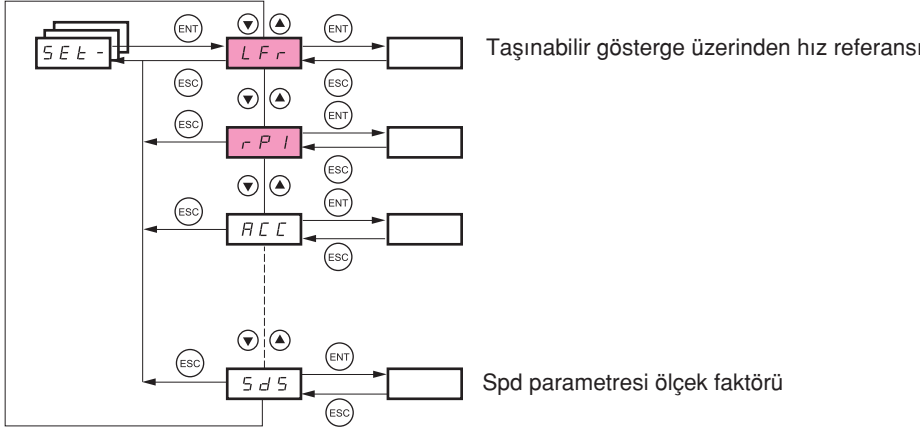 ENT ENT
SEt- LFr Taşınabilir gösterge üzerinden hız referansı
ESC ESC
ESC ENT
rPI
ESC
ESC ENT
ACC
ESC
ESC ENT
SdS Spd parametresi ölçek faktörü
ESC